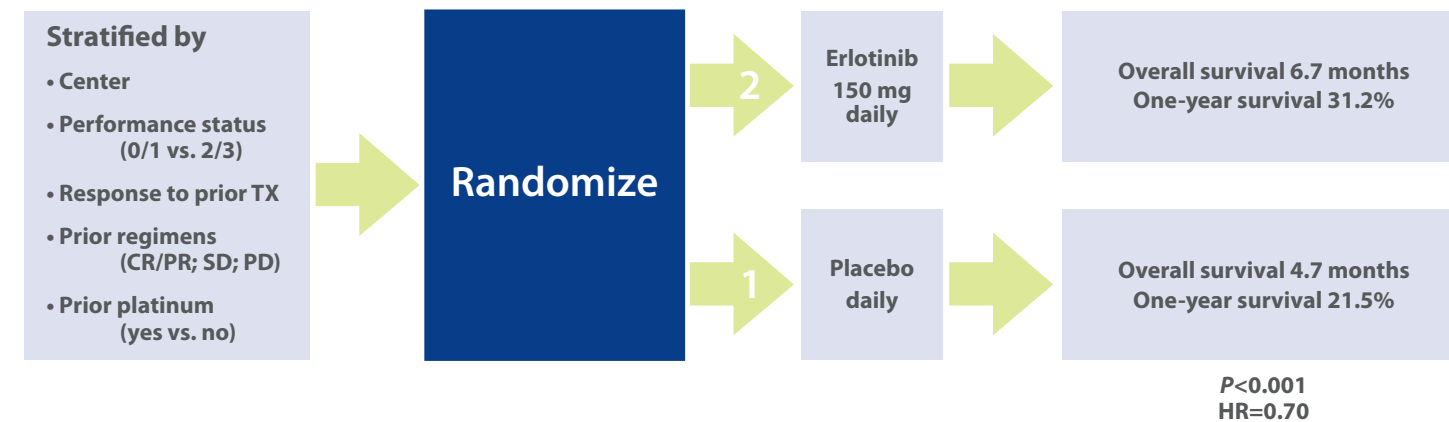 Stratified by
• Center
• Performance status
(0/1 vs. 2/3)
• Response to prior TX
• Prior regimens
(CR/PR; SD; PD)
• Prior platinum
(yes vs. no)
Randomize
2
Erlotinib
150 mg
daily
Overall survival 6.7 months
One-year survival 31.2%
1
Placebo
daily
Overall survival 4.7 months
One-year survival 21.5%
P<0.001
HR=0.70